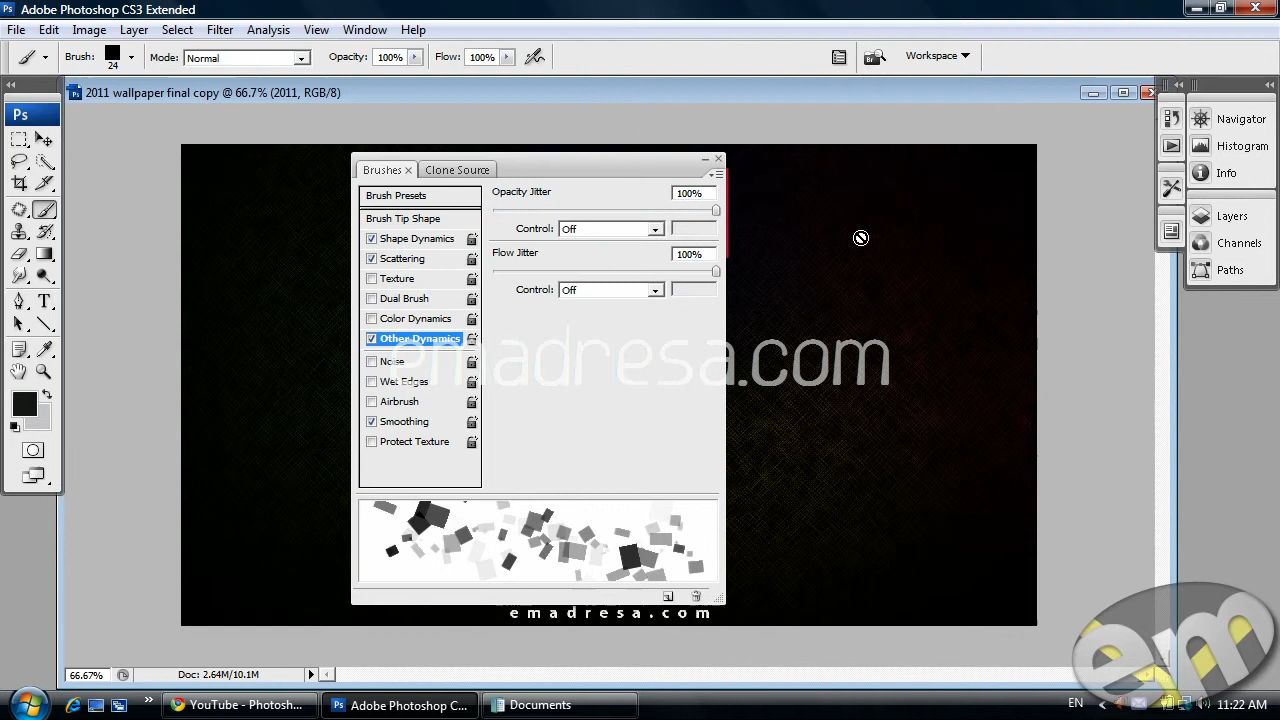 Adobe Photoshop CS3 Extended
File Edit Image Layer Select Filter Analysis View Window Help
Brush: 24 Mode: Normal Opacity: 100% Flow: 100% Br Workspace
2011 wallpaper final copy @ 66.7% (2011, RGB/8)
Ps
Brushes Clone Source
Brush Presets
Brush Tip Shape
Shape Dynamics
Scattering
Texture
Dual Brush
Color Dynamics
Other Dynamics
Noise
Wet Edges
Airbrush
Smoothing
Protect Texture
Opacity Jitter 100%
Control: Off
Flow Jitter 100%
Control: Off
Navigator
Histogram
Info
Layers
Channels
Paths
emadresa.com
emadresa.com
em
66.67% Doc: 2.64M/10.1M
YouTube - Photosh... Adobe Photoshop C... Documents EN 11:22 AM